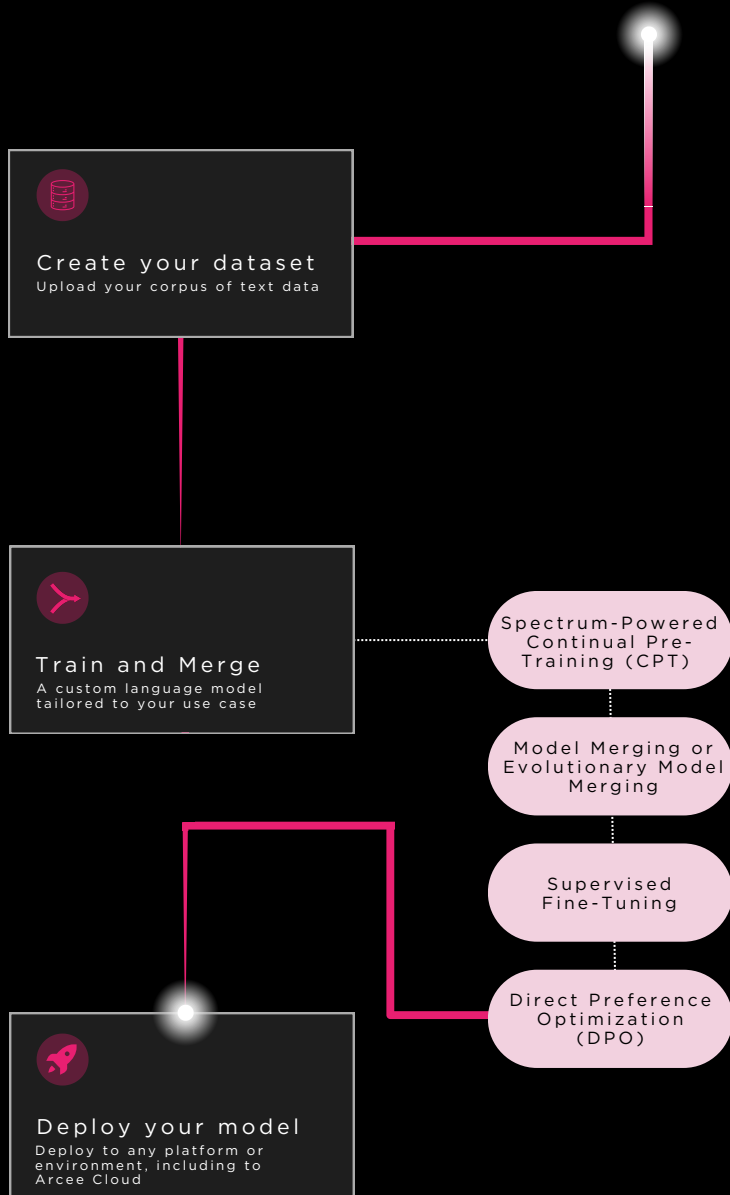 Create your dataset
Upload your corpus of text data
Train and Merge
A custom language model
tailored to your use case
Spectrum-Powered
Continual Pre-
Training (CPT)
Model Merging or
Evolutionary Model
Merging
Supervised
Fine-Tuning
Direct Preference
Optimization
(DPO)
Deploy your model
Deploy to any platform or
environment, including to
Arcee Cloud